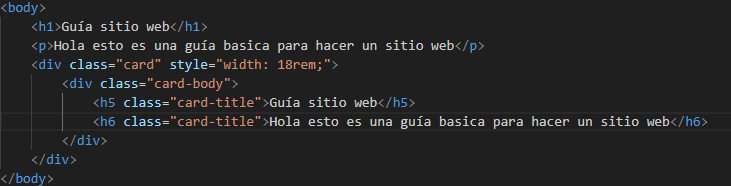 <body>
<h1>Guía sitio web</h1>
<p>Hola esto es una guía basica para hacer un sitio web</p>
<div class="card" style="width: 18rem;">
<div class="card-body">
<h5 class="card-title">Guía sitio web</h5>
<h6 class="card-title">Hola esto es una guía basica para hacer un sitio web</h6>
</div>
</div>
</body>